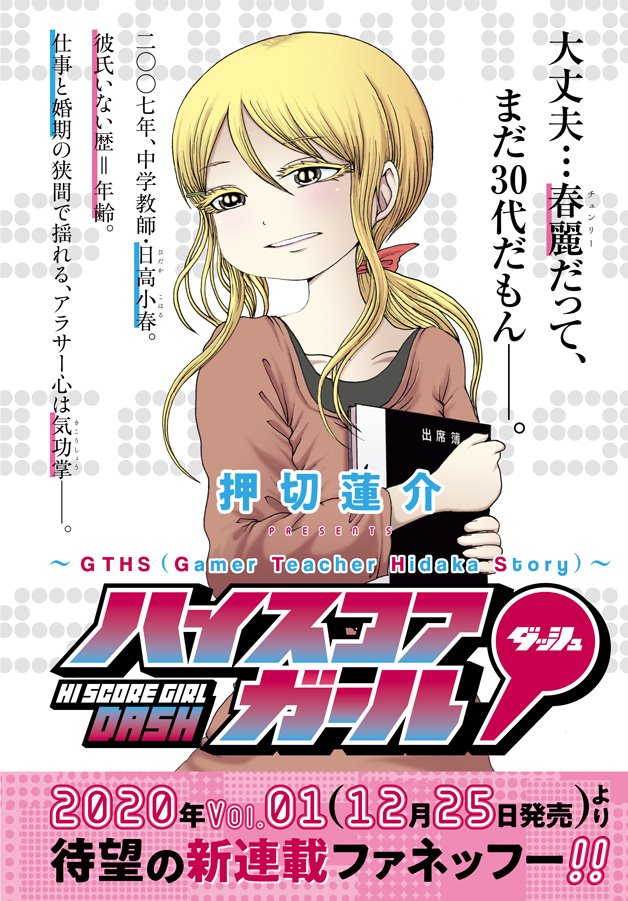 大丈夫…春麗だって、
チュンリー
まだ30代だもん——。
二〇〇七年、中学教師・日高小春。
ひだか こはる
彼氏いない歴＝年齢。
仕事と婚期の狭間で揺れる、アラサー心は気功掌——。
きこうしょう
出席簿
押切蓮介
PRESENTS
～GTHS（Gamer Teacher Hidaka Story）～
ハイスコア
ガール
ダッシュ
HI SCORE GIRL
DASH
2020年Vol.01(12月25日発売)より
待望の新連載ファネッフー!!